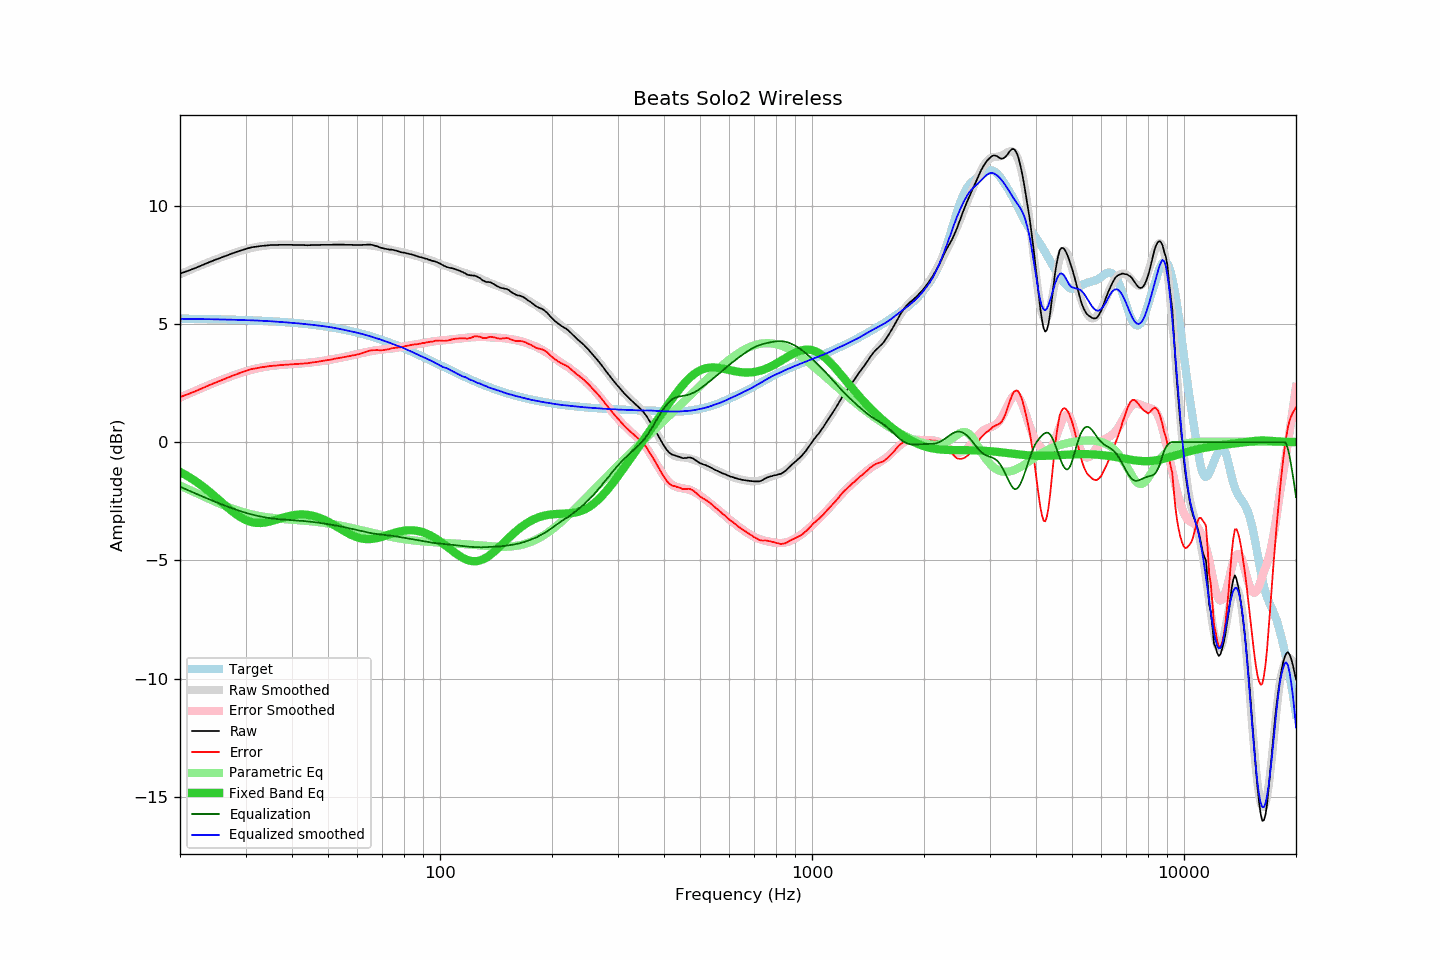 Beats Solo2 Wireless
Amplitude (dBr)
10
5
0
−5
−10
−15
Target
Raw Smoothed
Error Smoothed
Raw
Error
Parametric Eq
Fixed Band Eq
Equalization
Equalized smoothed
100
1000
10000
Frequency (Hz)